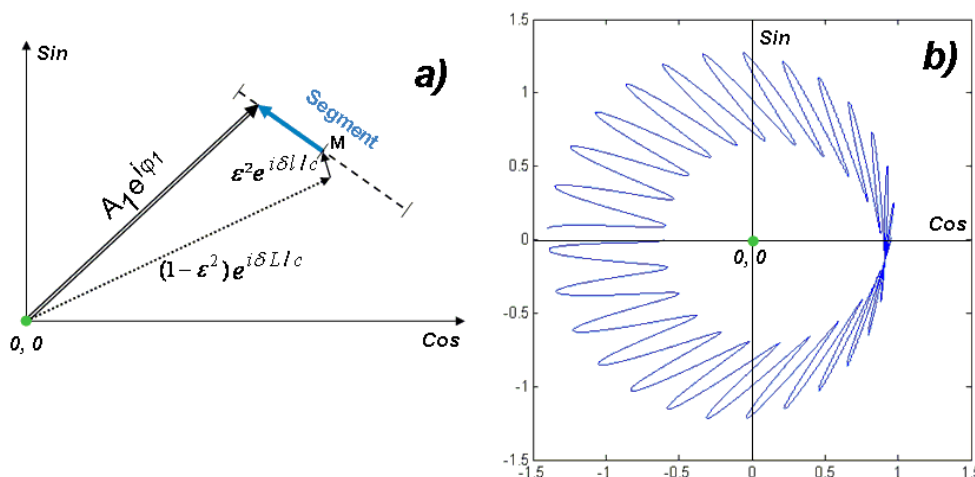 Sin
a)
Segment
M
A₁e^{iφ₁}
ε² e^{iδl/c}
(1−ε²)e^{iδL/c}
0, 0
Cos
b)
1.5
Sin
1
0.5
Cos
0
0, 0
-0.5
-1
-1.5
-1.5
-1
-0.5
0
0.5
1
1.5